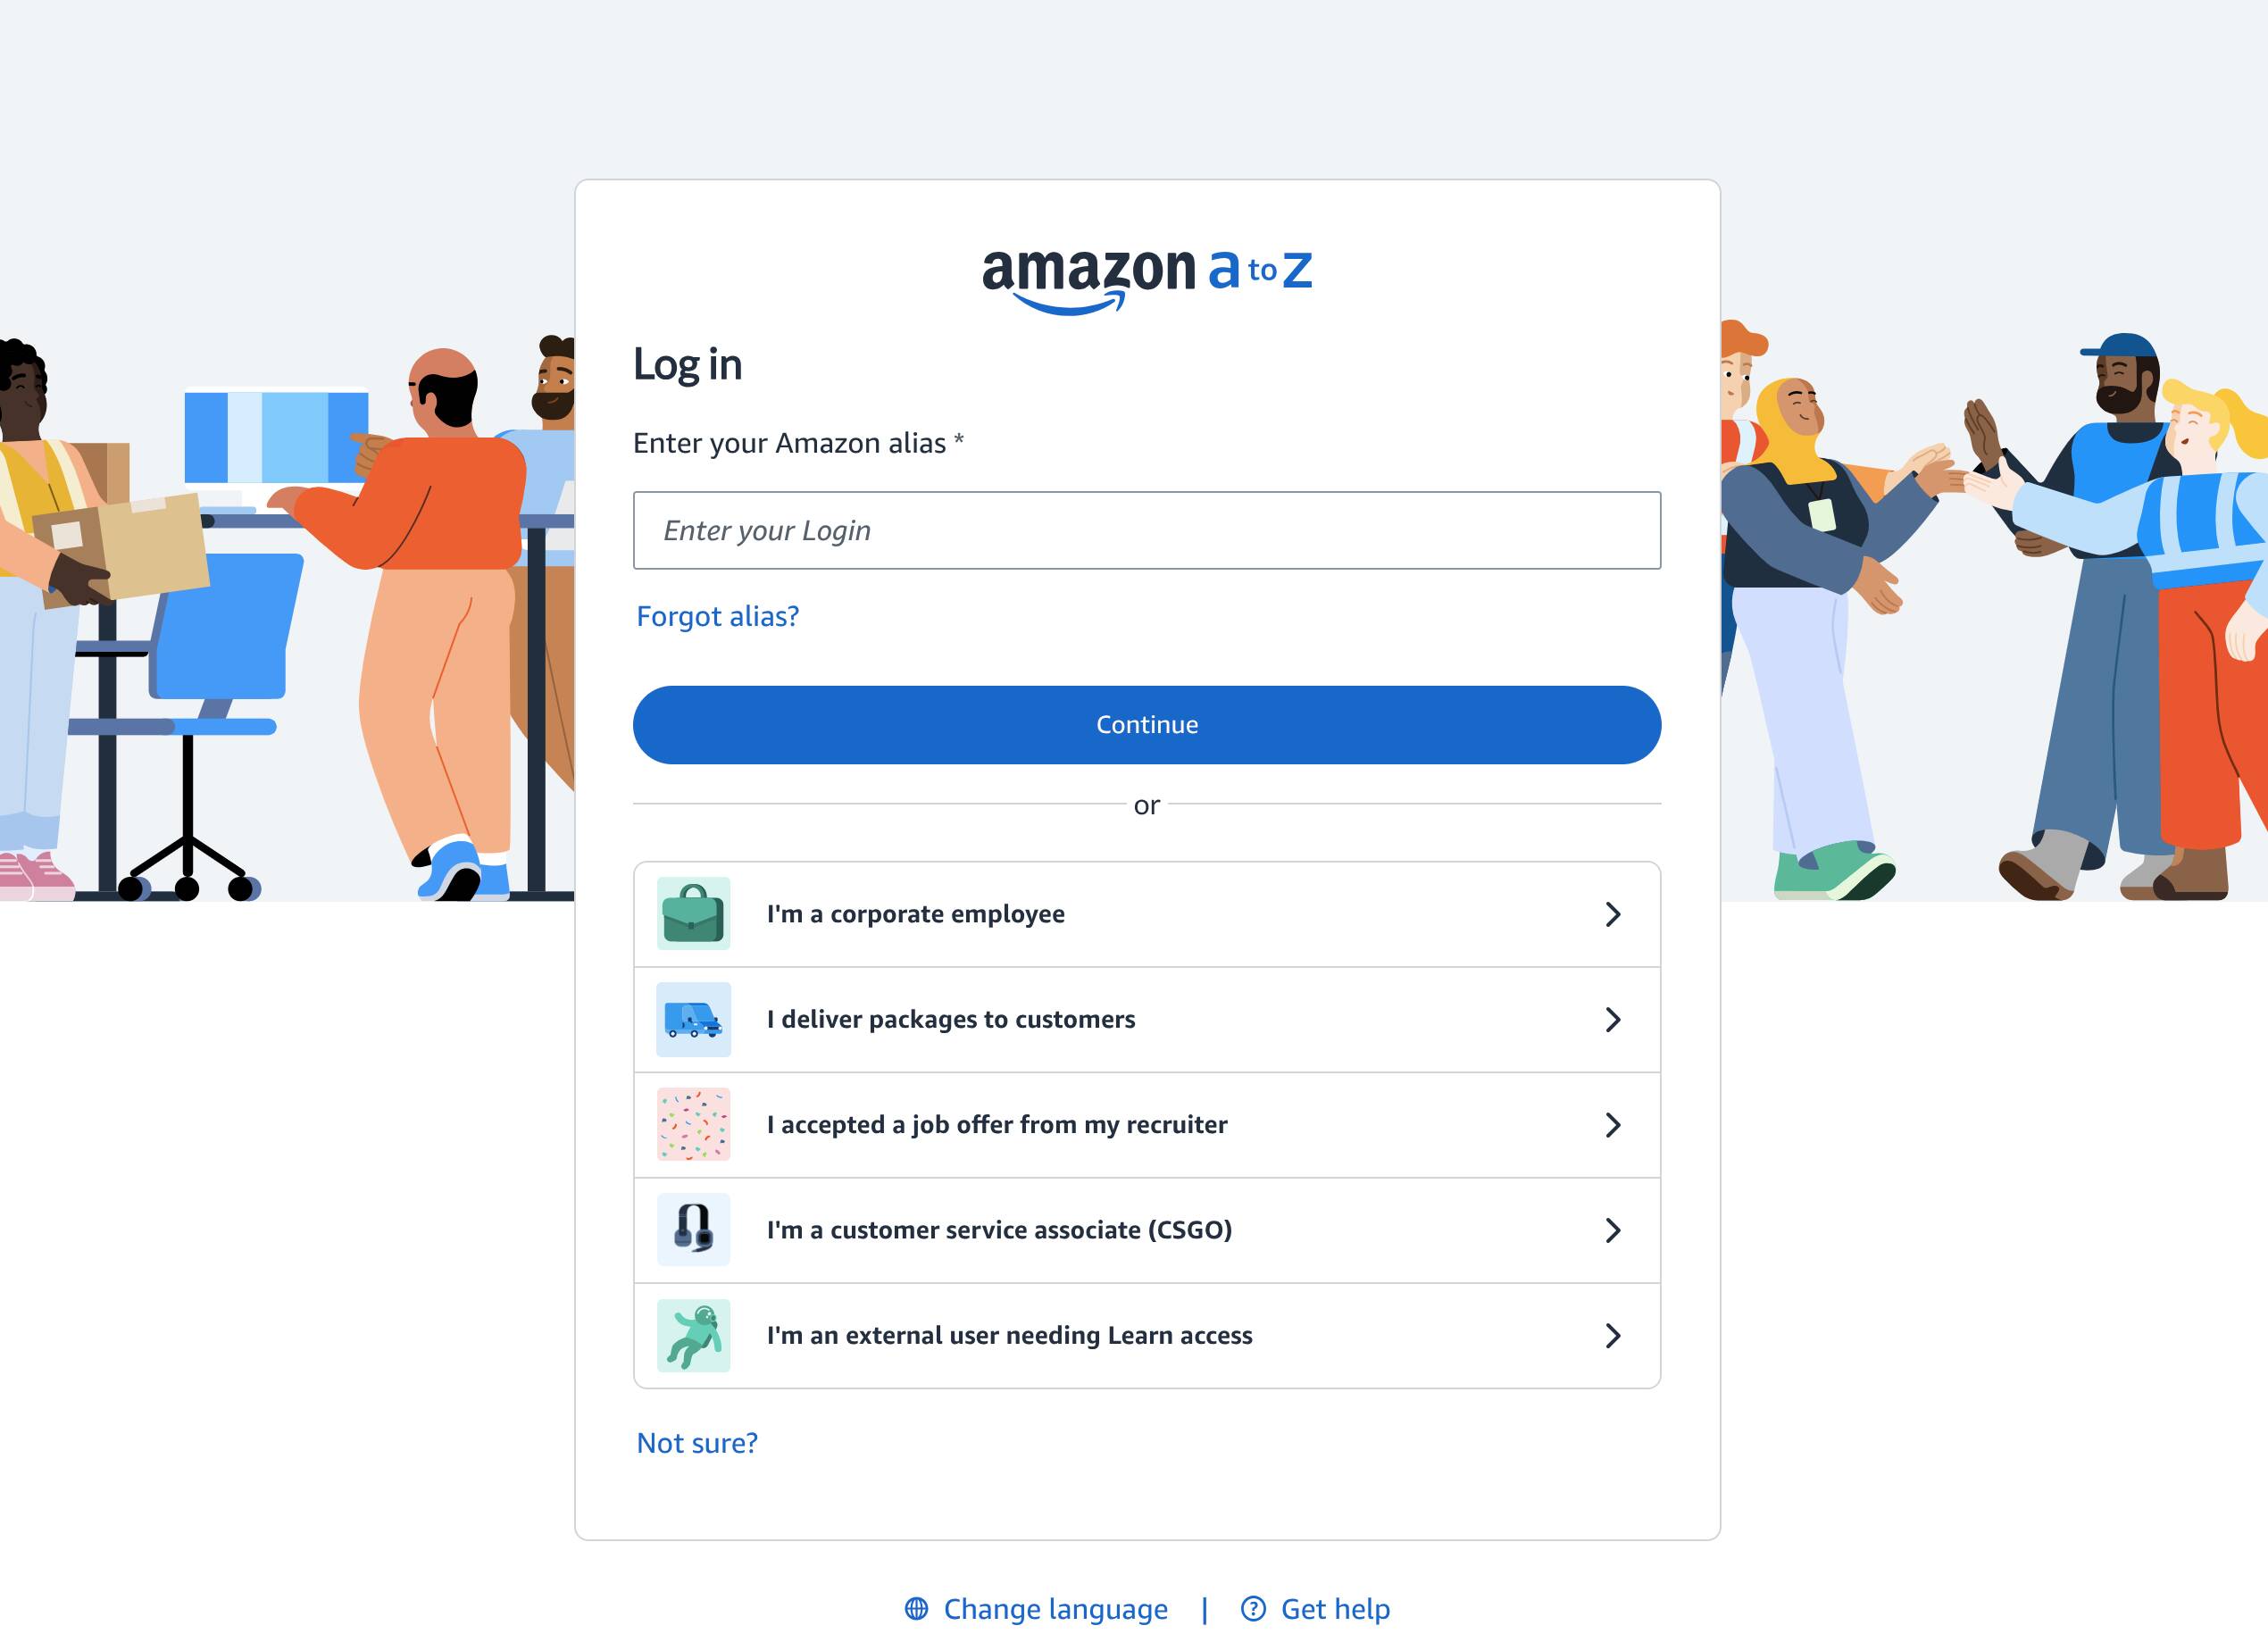 amazon a to z
Log in
Enter your Amazon alias *
Enter your Login
Forgot alias?
Continue
or
I'm a corporate employee
I deliver packages to customers
I accepted a job offer from my recruiter
I'm a customer service associate (CSGO)
I'm an external user needing Learn access
Not sure?
Change language | Get help